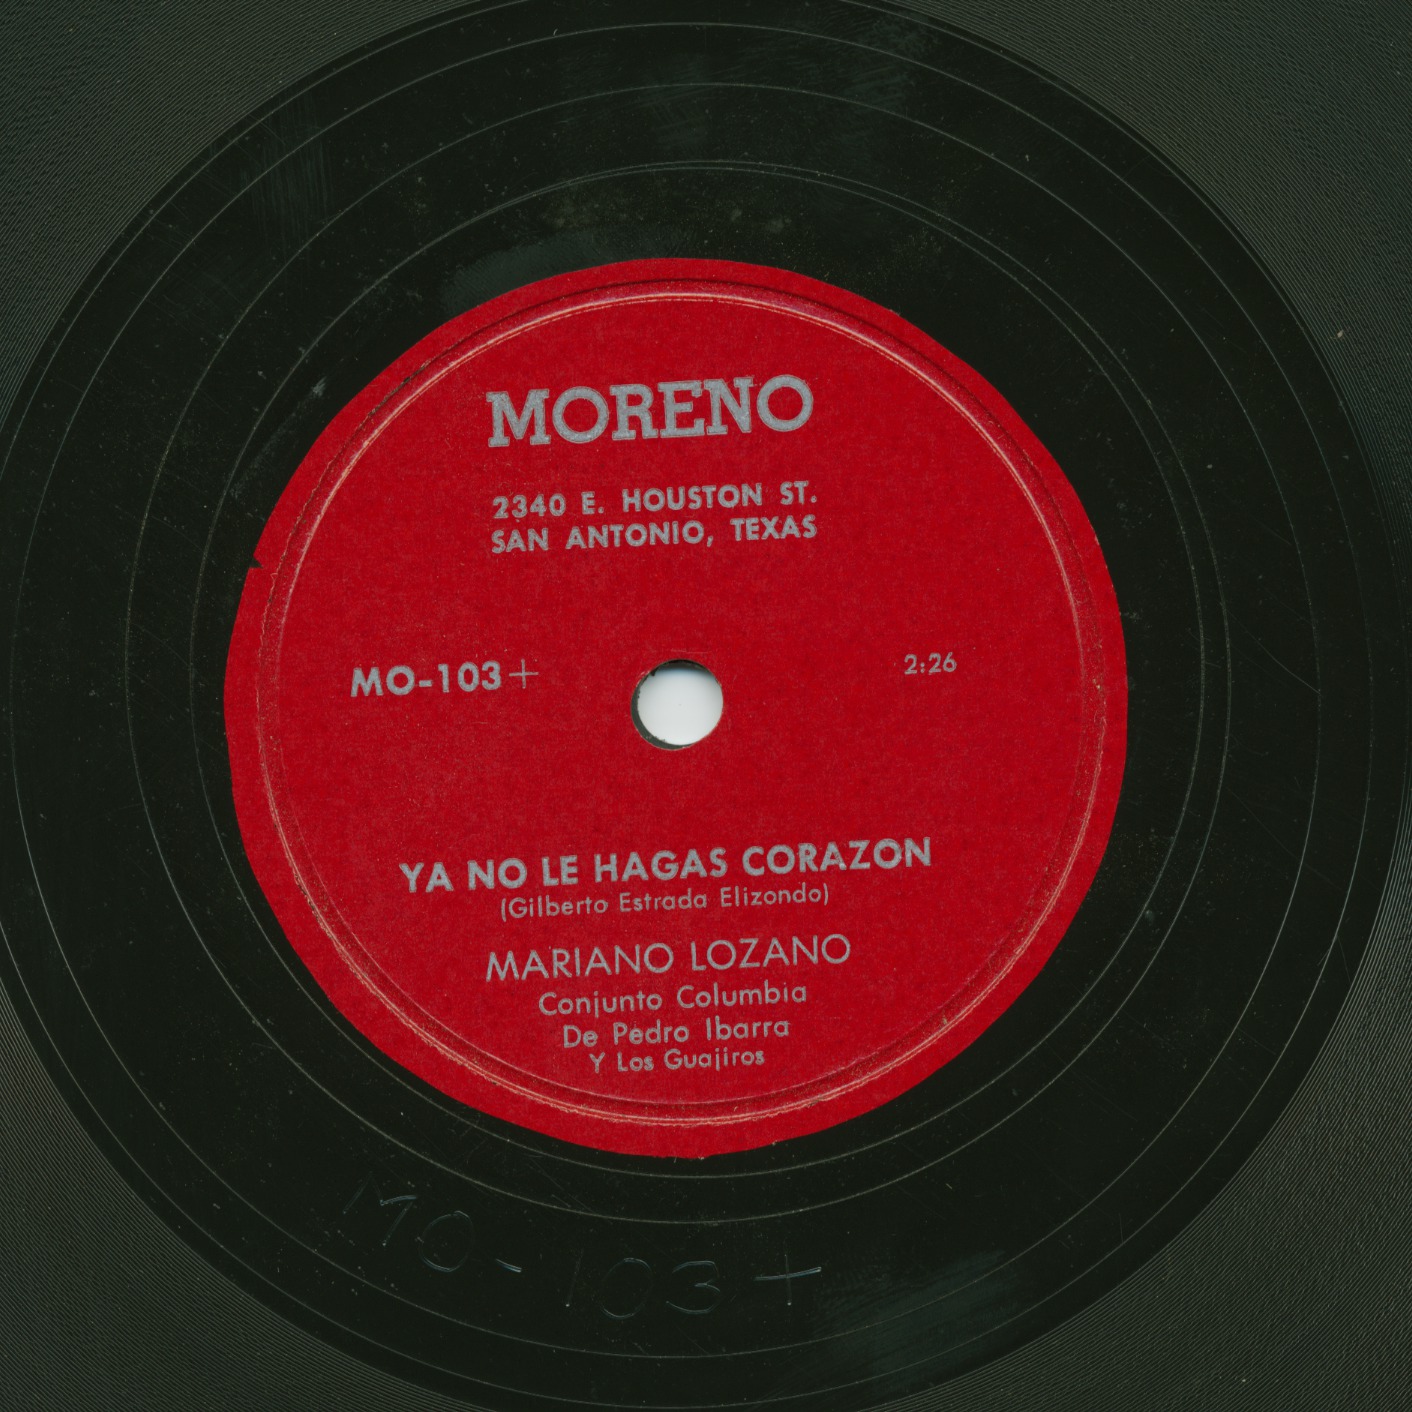 MORENO
2340 E. HOUSTON ST.
SAN ANTONIO, TEXAS
MO-103+
2:26
YA NO LE HAGAS CORAZON
(Gilberto Estrada Elizondo)
MARIANO LOZANO
Conjunto Columbia
De Pedro Ibarra
Y Los Guajiros
MO-103+